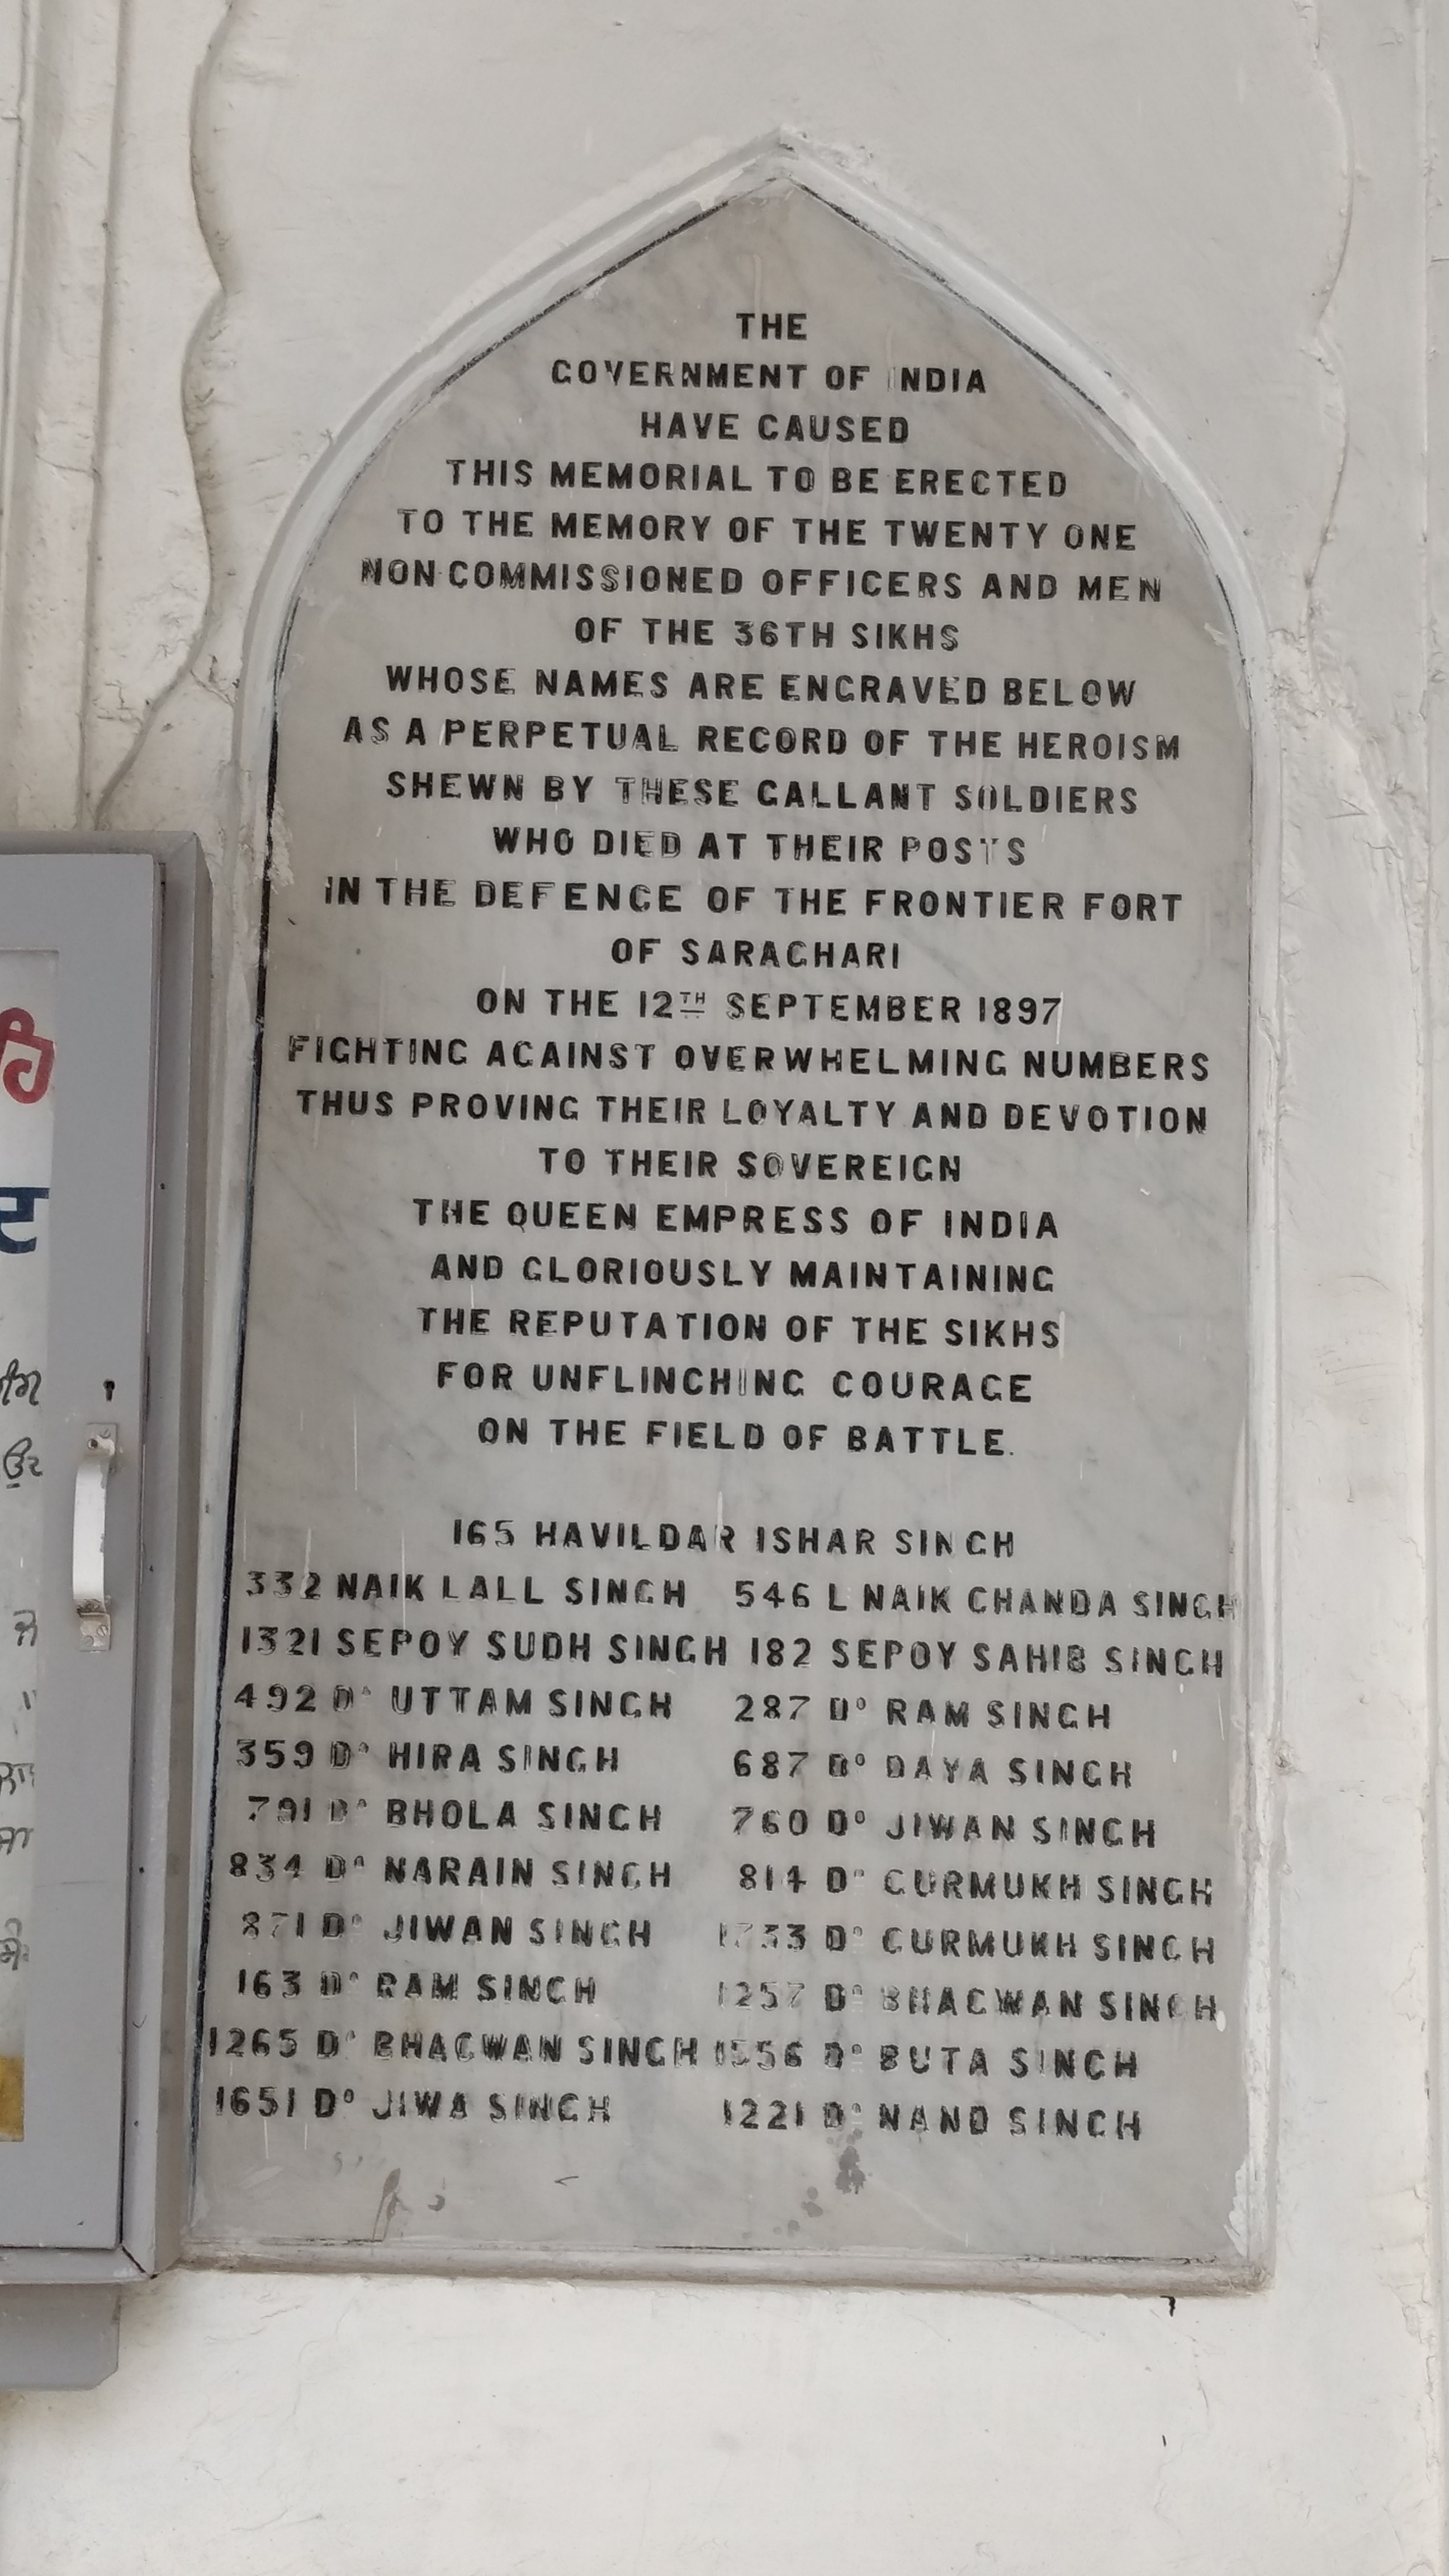 THE
GOVERNMENT OF INDIA
HAVE CAUSED
THIS MEMORIAL TO BE ERECTED
TO THE MEMORY OF THE TWENTY ONE
NON COMMISSIONED OFFICERS AND MEN
OF THE 36TH SIKHS
WHOSE NAMES ARE ENGRAVED BELOW
AS A PERPETUAL RECORD OF THE HEROISM
SHEWN BY THESE GALLANT SOLDIERS
WHO DIED AT THEIR POSTS
IN THE DEFENCE OF THE FRONTIER FORT
OF SARAGHARI
ON THE 12TH SEPTEMBER 1897
FIGHTING AGAINST OVERWHELMING NUMBERS
THUS PROVING THEIR LOYALTY AND DEVOTION
TO THEIR SOVEREIGN
THE QUEEN EMPRESS OF INDIA
AND GLORIOUSLY MAINTAINING
THE REPUTATION OF THE SIKHS
FOR UNFLINCHING COURAGE
ON THE FIELD OF BATTLE.
165 HAVILDAR ISHAR SINGH
332 NAIK LALL SINGH 546 L NAIK CHANDA SINGH
1321 SEPOY SUDH SINGH 182 SEPOY SAHIB SINGH
492 Dº UTTAM SINGH 287 Dº RAM SINGH
359 Dº HIRA SINGH 687 Dº DAYA SINGH
791 Dº BHOLA SINGH 760 Dº JIWAN SINGH
834 Dº NARAIN SINGH 814 Dº GURMUKH SINGH
871 Dº JIWAN SINGH 1733 Dº GURMUKH SINGH
163 Dº RAM SINGH 1257 Dº BHAGWAN SINGH
1265 Dº BHAGWAN SINGH 1556 Dº BUTA SINGH
1651 Dº JIWA SINGH 1221 Dº NAND SINGH